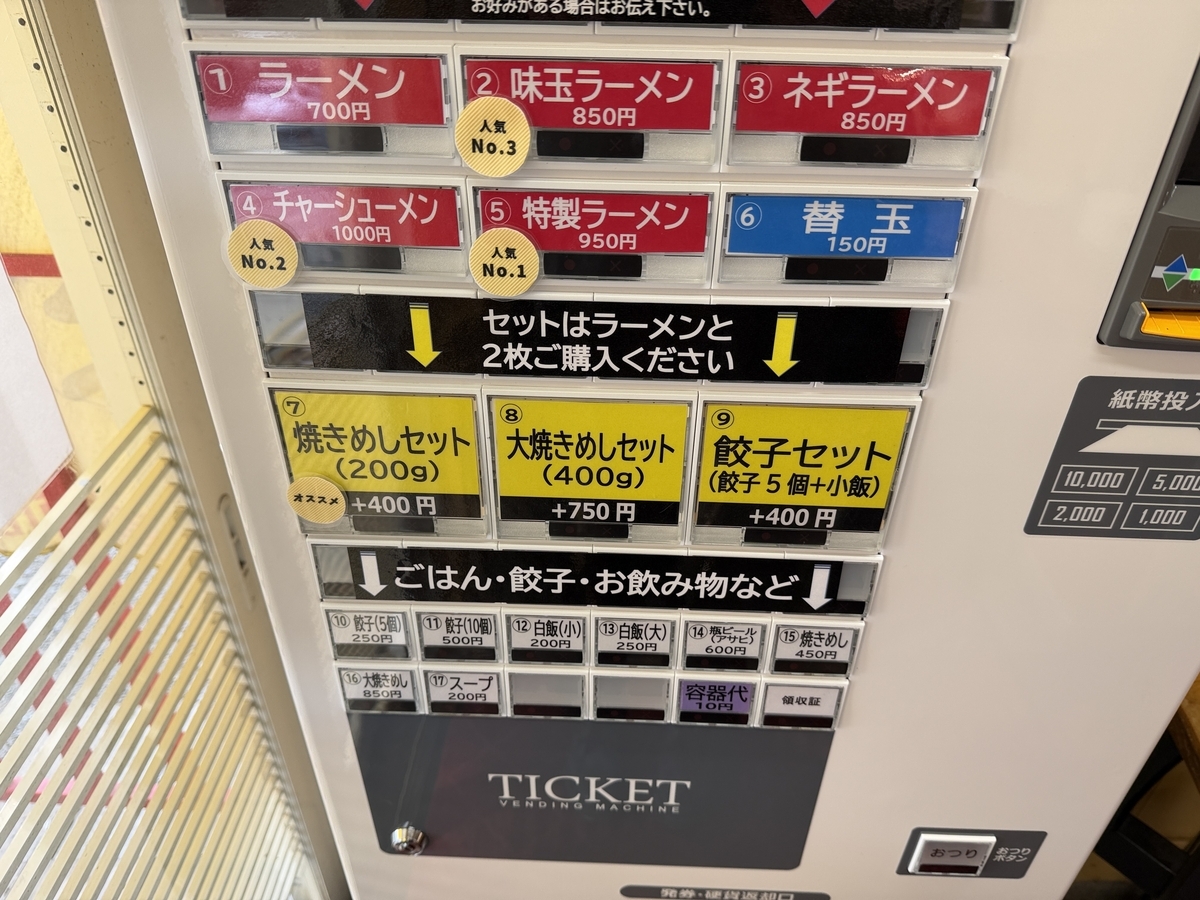 お好みがある場合はお伝え下さい。
① ラーメン
700円
② 味玉ラーメン
850円
人気
No.3
③ ネギラーメン
850円
④ チャーシューメン
1000円
人気
No.2
⑤ 特製ラーメン
950円
人気
No.1
⑥ 替 玉
150円
セットはラーメンと
2枚ご購入ください
⑦
焼きめしセット
(200g)
オススメ
+400円
⑧
大焼きめしセット
(400g)
+750円
⑨
餃子セット
(餃子5個+小飯)
+400円
ごはん・餃子・お飲み物など
⑩ 餃子(5個)
250円
⑪ 餃子(10個)
500円
⑫ 白飯(小)
200円
⑬ 白飯(大)
250円
⑭ 瓶ビール
(アサヒ)
600円
⑮ 焼きめし
450円
⑯ 大焼きめし
850円
⑰ スープ
200円
容器代
10円
領収証
TICKET
VENDING MACHINE
紙幣投入
10,000
5,000
2,000
1,000
おつり
おつり
ボタン
発券・硬貨返却口